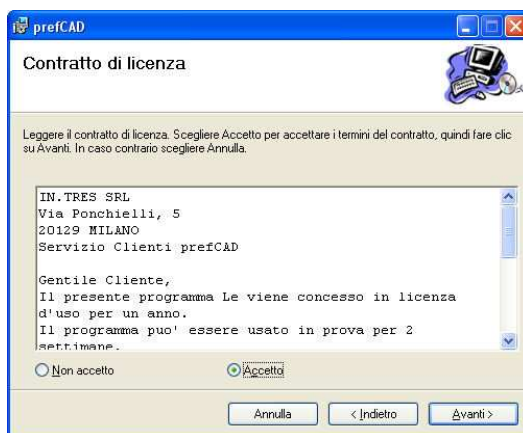 prefCAD
Contratto di licenza
Leggere il contratto di licenza. Scegliere Accetto per accettare i termini del contratto, quindi fare clic
su Avanti. In caso contrario scegliere Annulla.
IN.TRES SRL
Via Ponchielli, 5
20129 MILANO
Servizio Clienti prefCAD
Gentile Cliente,
Il presente programma Le viene concesso in licenza
d'uso per un anno.
Il programma puo' essere usato in prova per 2
settimane.
Non accetto Accetto
Annulla < Indietro Avanti >